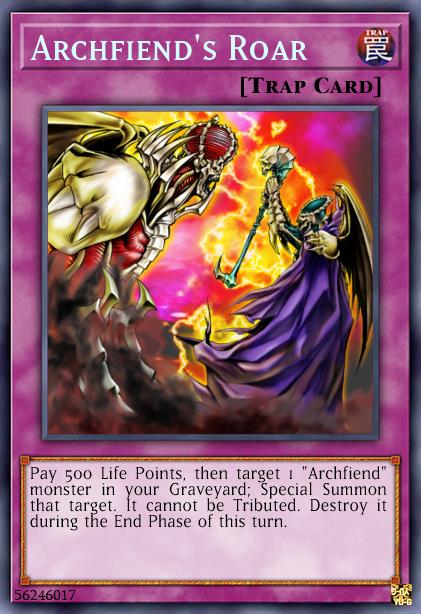 Archfiend's Roar
TRAP
罠
[Trap Card]
Pay 500 Life Points, then target 1 "Archfiend"
monster in your Graveyard; Special Summon
that target. It cannot be Tributed. Destroy it
during the End Phase of this turn.
56246017